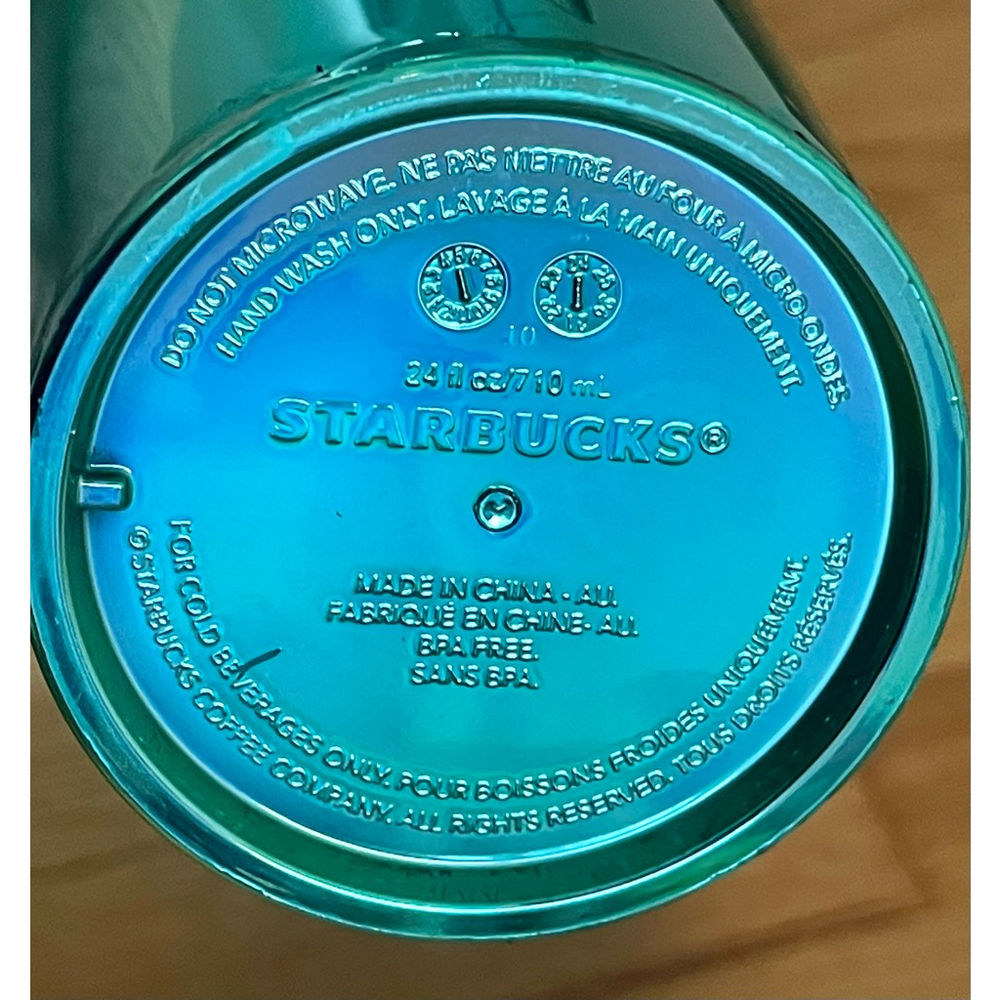 DO NOT MICROWAVE. NE PAS METTRE AU FOUR À MICRO-ONDES.
HAND WASH ONLY. LAVAGE À LA MAIN UNIQUEMENT.
10
24 fl oz/710 mL
STARBUCKS®
MADE IN CHINA - AU.
FABRIQUÉ EN CHINE- AU.
BPA FREE.
SANS BPA.
FOR COLD BEVERAGES ONLY. POUR BOISSONS FROIDES UNIQUEMENT.
© STARBUCKS COFFEE COMPANY. ALL RIGHTS RESERVED. TOUS DROITS RÉSERVÉS.